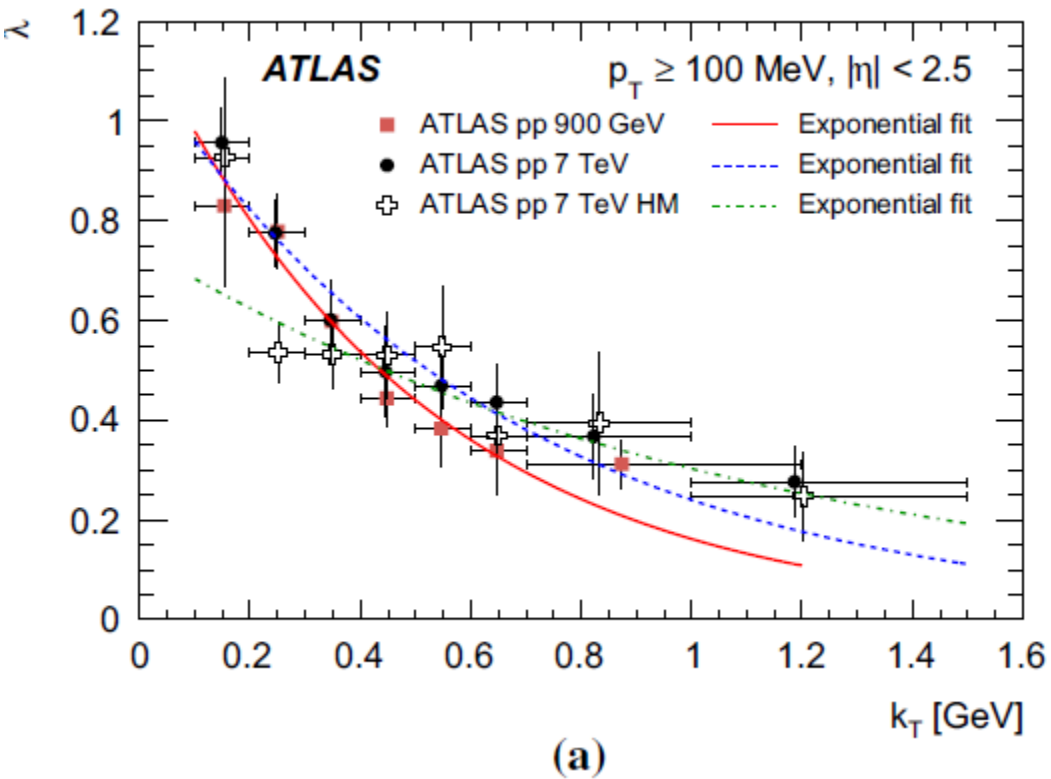 λ
1.2
1
0.8
0.6
0.4
0.2
0
ATLAS p_T ≥ 100 MeV, |η| < 2.5
ATLAS pp 900 GeV Exponential fit
ATLAS pp 7 TeV Exponential fit
ATLAS pp 7 TeV HM Exponential fit
0 0.2 0.4 0.6 0.8 1 1.2 1.4 1.6
k_T [GeV]
(a)